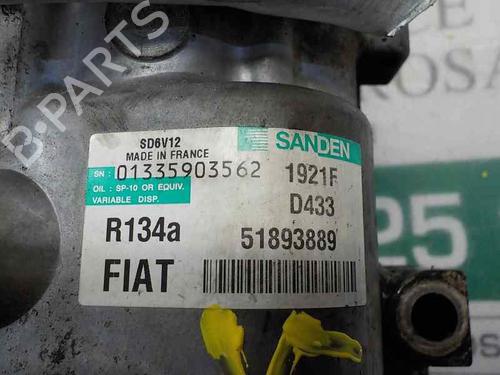 B-PARTS
SD6V12
MADE IN FRANCE
SANDEN
SN : 01335903562
1921F
OIL : SP-10 OR EQUIV.
VARIABLE DISP.
D433
R134a
51893889
FIAT
25
ROSA